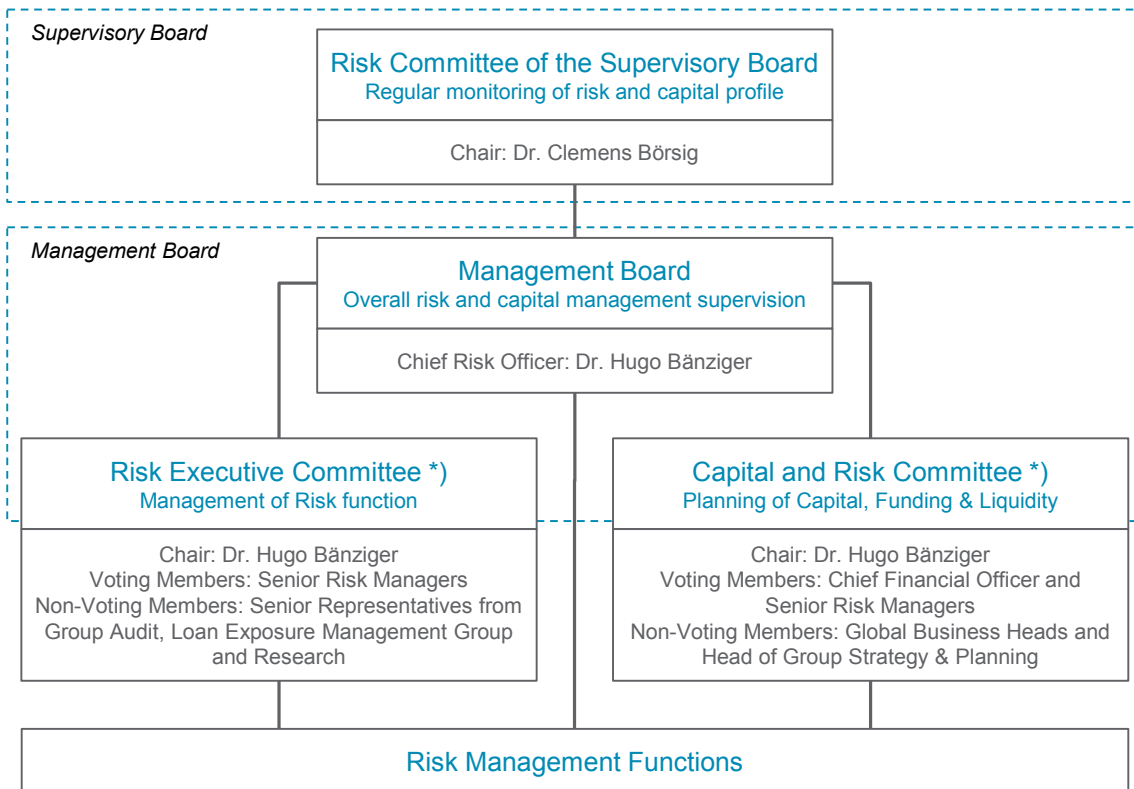 Supervisory Board
Risk Committee of the Supervisory Board
Regular monitoring of risk and capital profile
Chair: Dr. Clemens Börsig
Management Board
Management Board
Overall risk and capital management supervision
Chief Risk Officer: Dr. Hugo Bänziger
Risk Executive Committee *)
Management of Risk function
Chair: Dr. Hugo Bänziger
Voting Members: Senior Risk Managers
Non-Voting Members: Senior Representatives from
Group Audit, Loan Exposure Management Group
and Research
Capital and Risk Committee *)
Planning of Capital, Funding & Liquidity
Chair: Dr. Hugo Bänziger
Voting Members: Chief Financial Officer and
Senior Risk Managers
Non-Voting Members: Global Business Heads and
Head of Group Strategy & Planning
Risk Management Functions